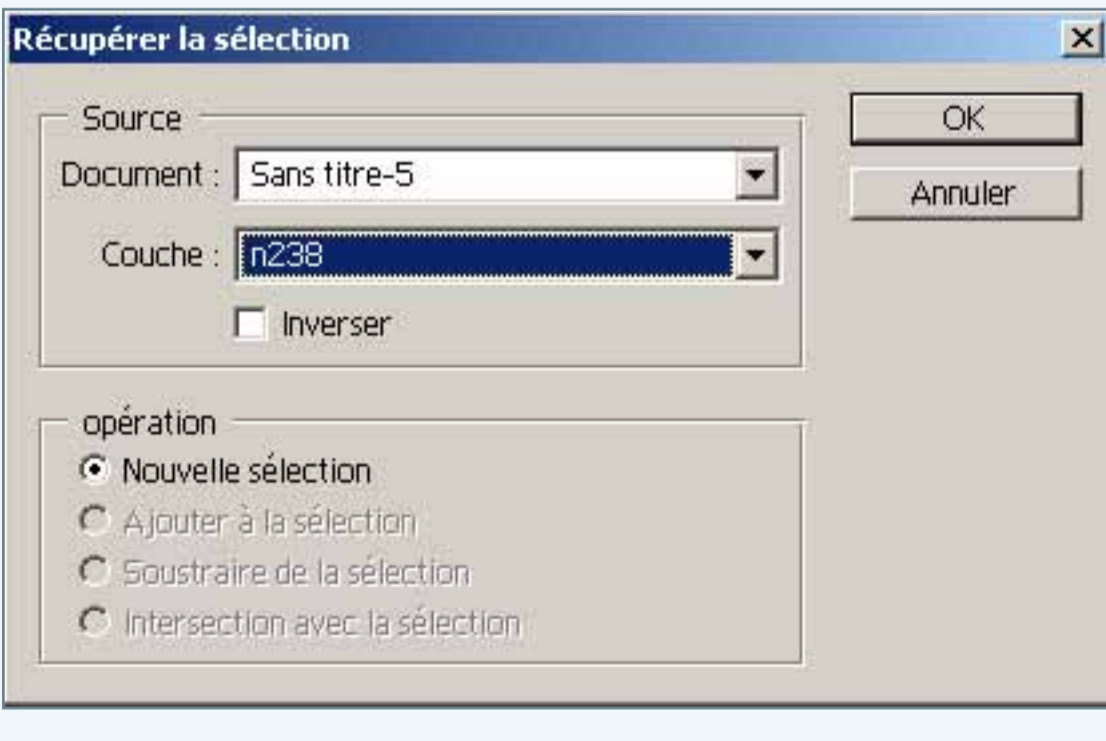 Récupérer la sélection
Source
Document : Sans titre-5
Couche : n238
Inverser
opération
Nouvelle sélection
Ajouter à la sélection
Soustraire de la sélection
Intersection avec la sélection
OK
Annuler